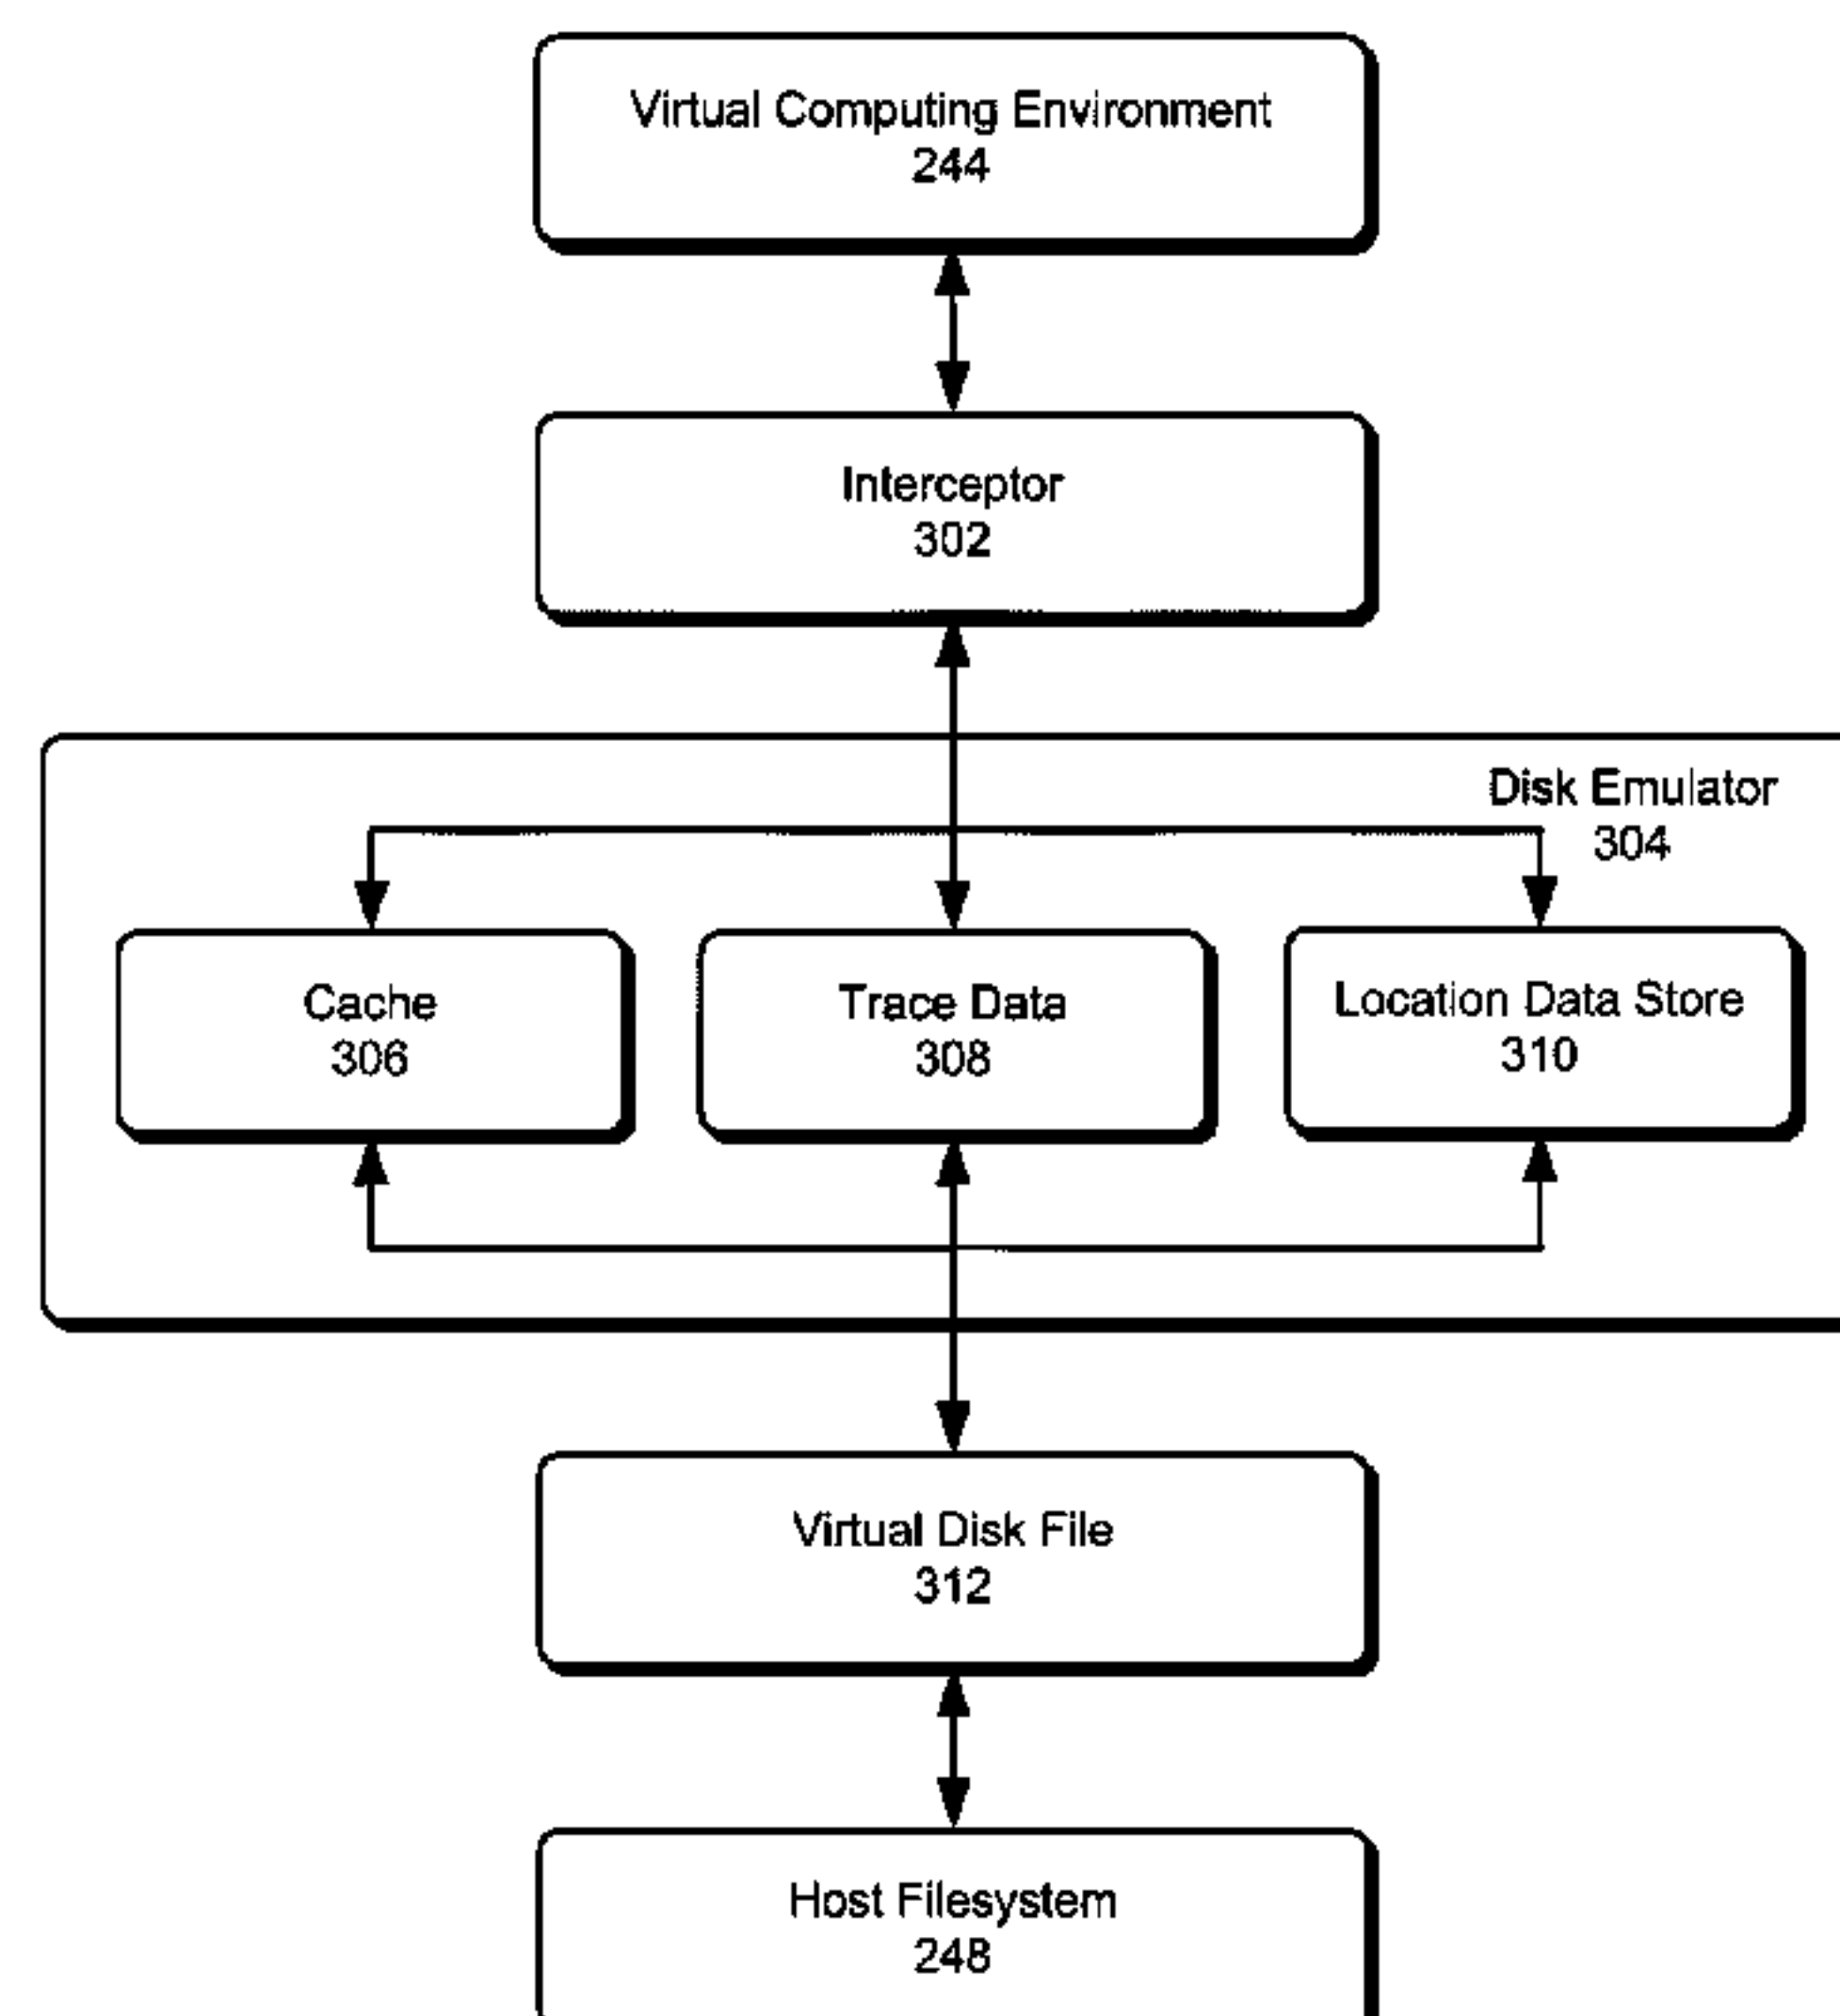 Virtual Computing Environment
244
Interceptor
302
Disk Emulator
304
Cache
306
Trace Data
308
Location Data Store
310
Virtual Disk File
312
Host Filesystem
248